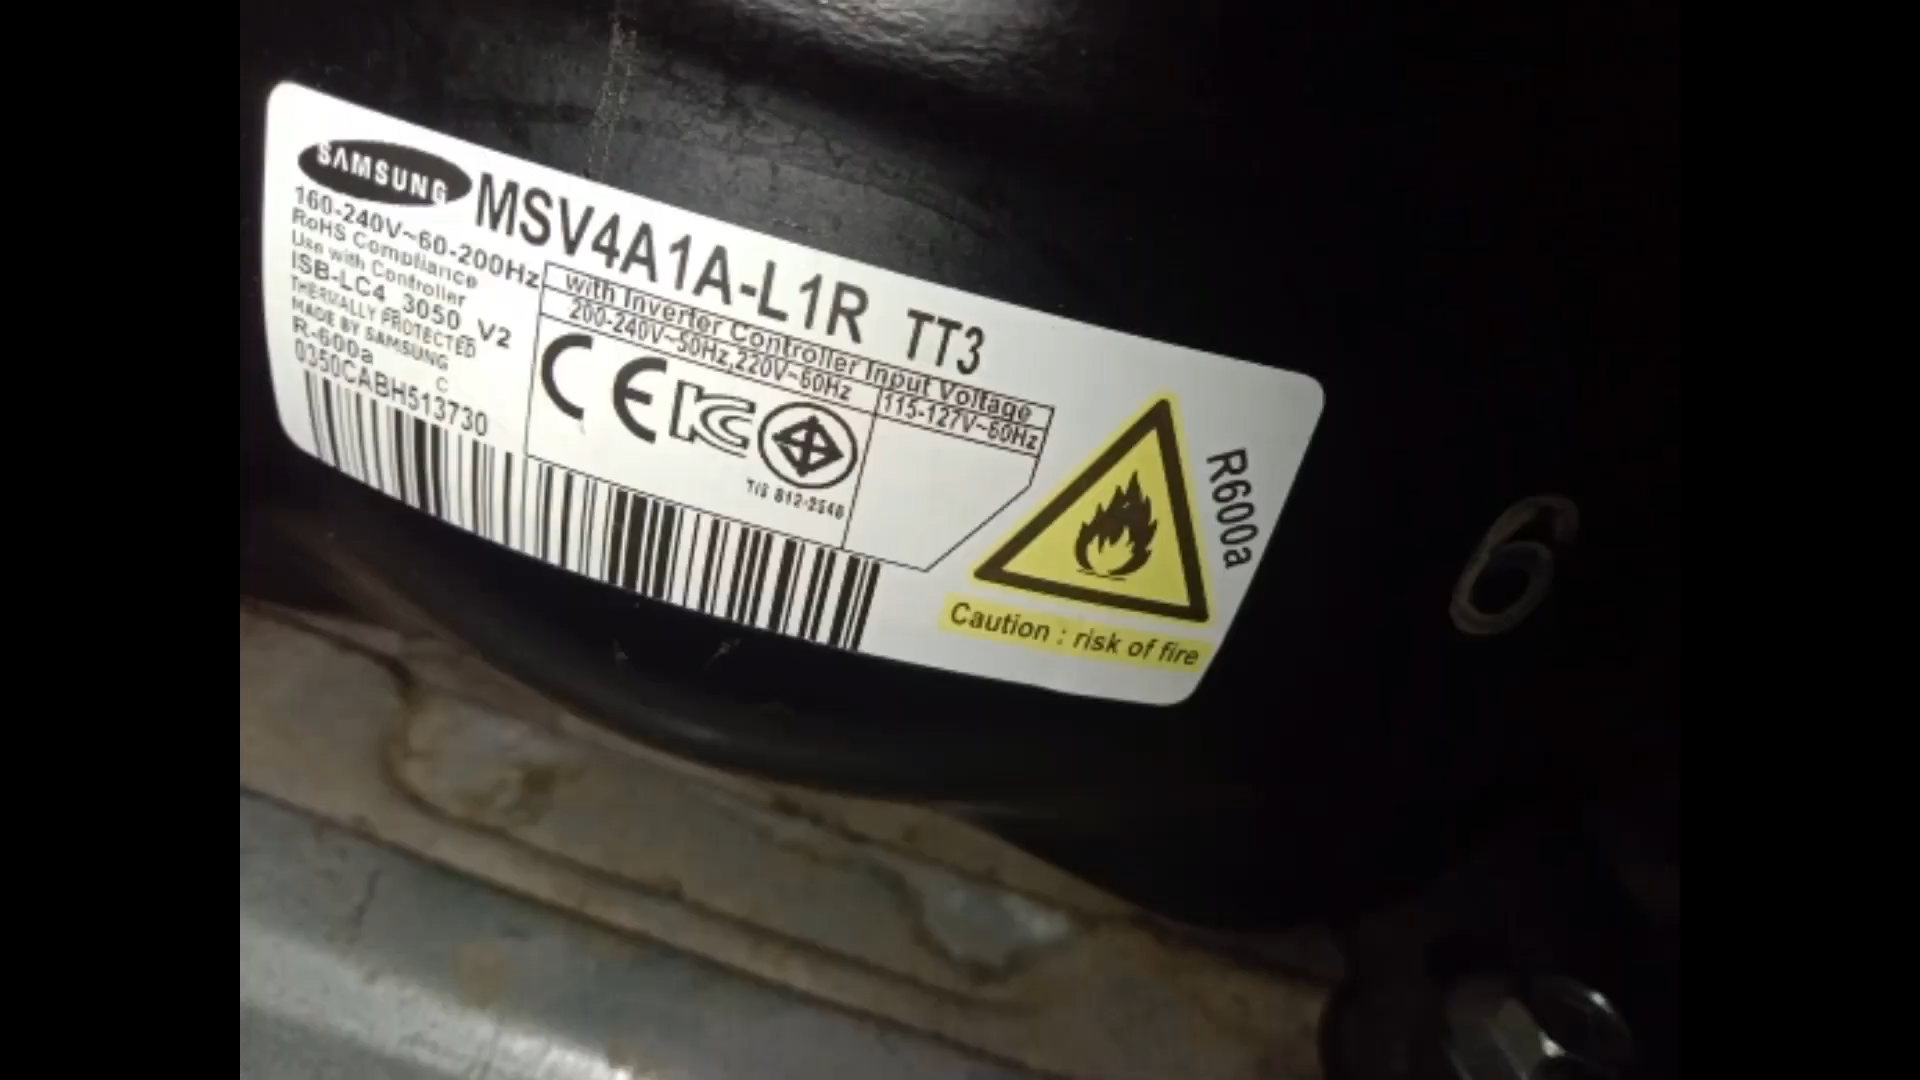 SAMSUNG MSV4A1A-L1R TT3
160-240V~60-200Hz
RoHS Compliance
Use with Controller
ISB-LC4 3050 V2
THERMALLY PROTECTED
MADE BY SAMSUNG
R-600a C
0350CABH513730
with Inverter Controller Input Voltage
200-240V~50Hz,220V~60Hz 115-127V~60Hz
CE KC
TIS 812-2548
R600a
Caution : risk of fire
6